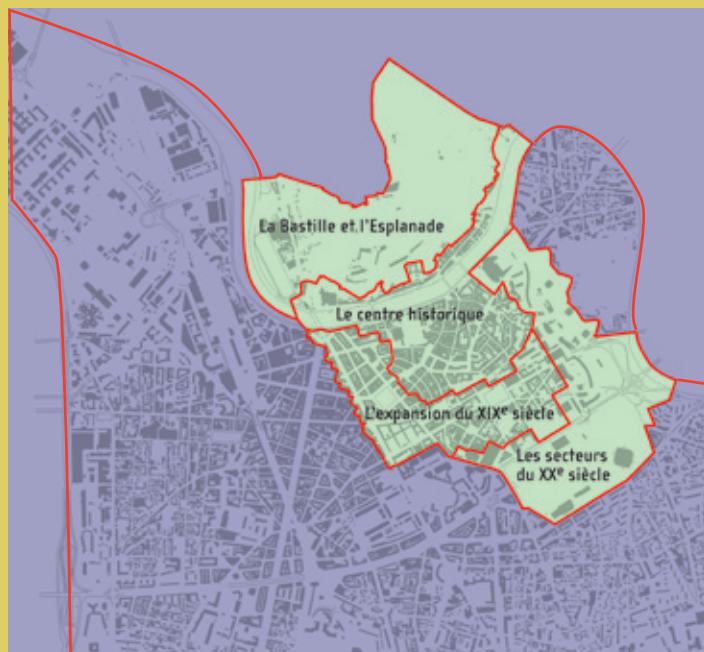 La Bastille et l'Esplanade
Le centre historique
L'expansion du XIXe siècle
Les secteurs
du XXe siècle